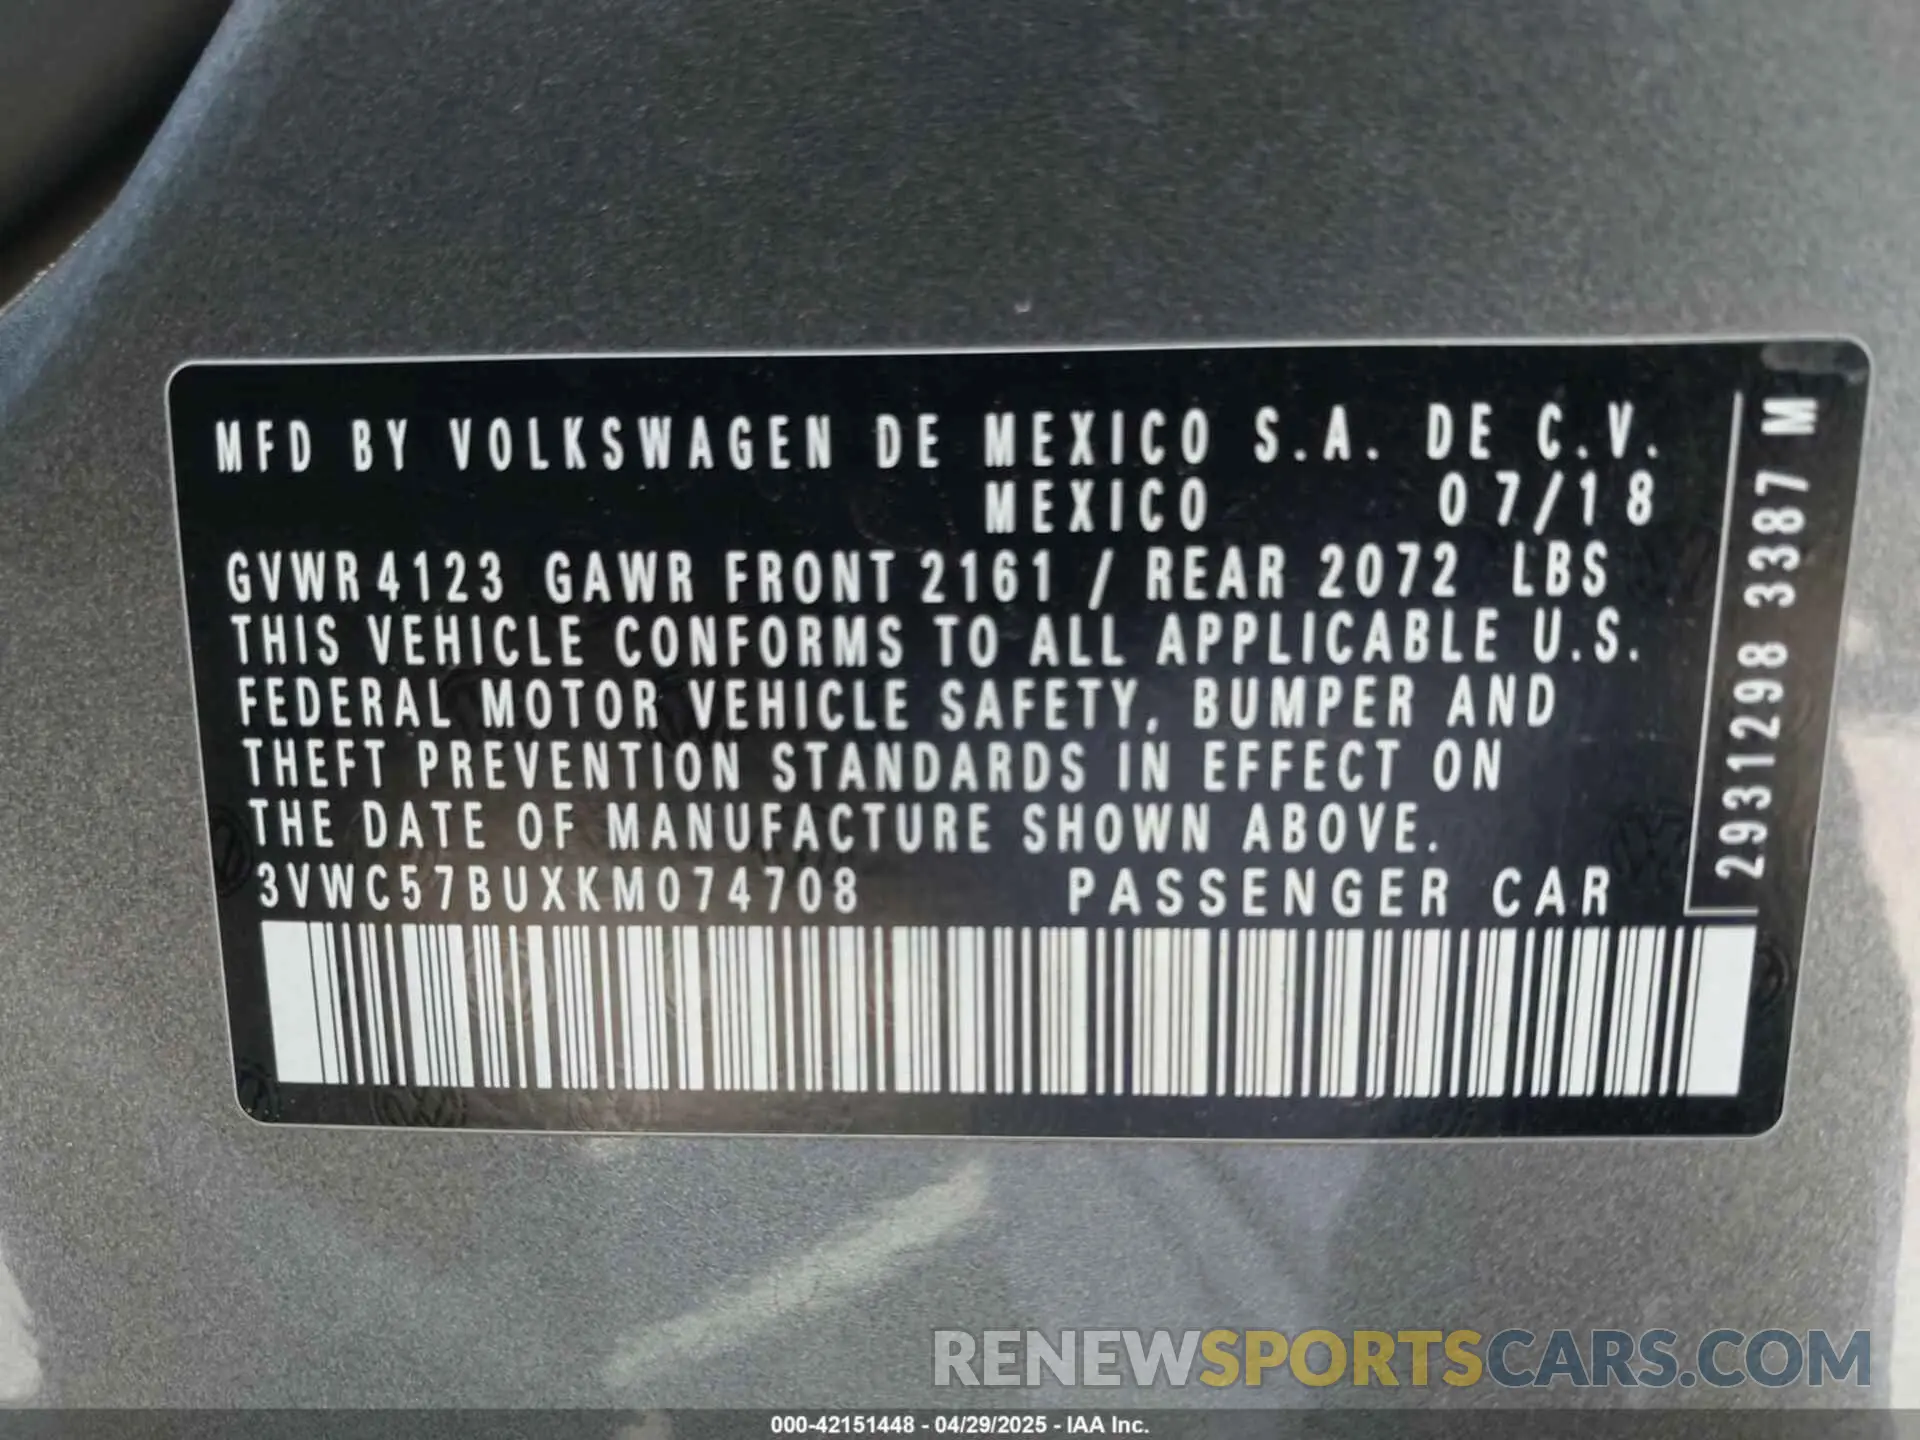 MFD BY VOLKSWAGEN DE MEXICO S.A. DE C.V.
MEXICO 07/18
GVWR 4123 GAWR FRONT 2161 / REAR 2072 LBS
THIS VEHICLE CONFORMS TO ALL APPLICABLE U.S.
FEDERAL MOTOR VEHICLE SAFETY, BUMPER AND
THEFT PREVENTION STANDARDS IN EFFECT ON
THE DATE OF MANUFACTURE SHOWN ABOVE.
3VWC57BUXKM074708 PASSENGER CAR
2931298 3387 M
RENEWSPORTSCARS.COM
000-42151448 - 04/29/2025 - IAA Inc.